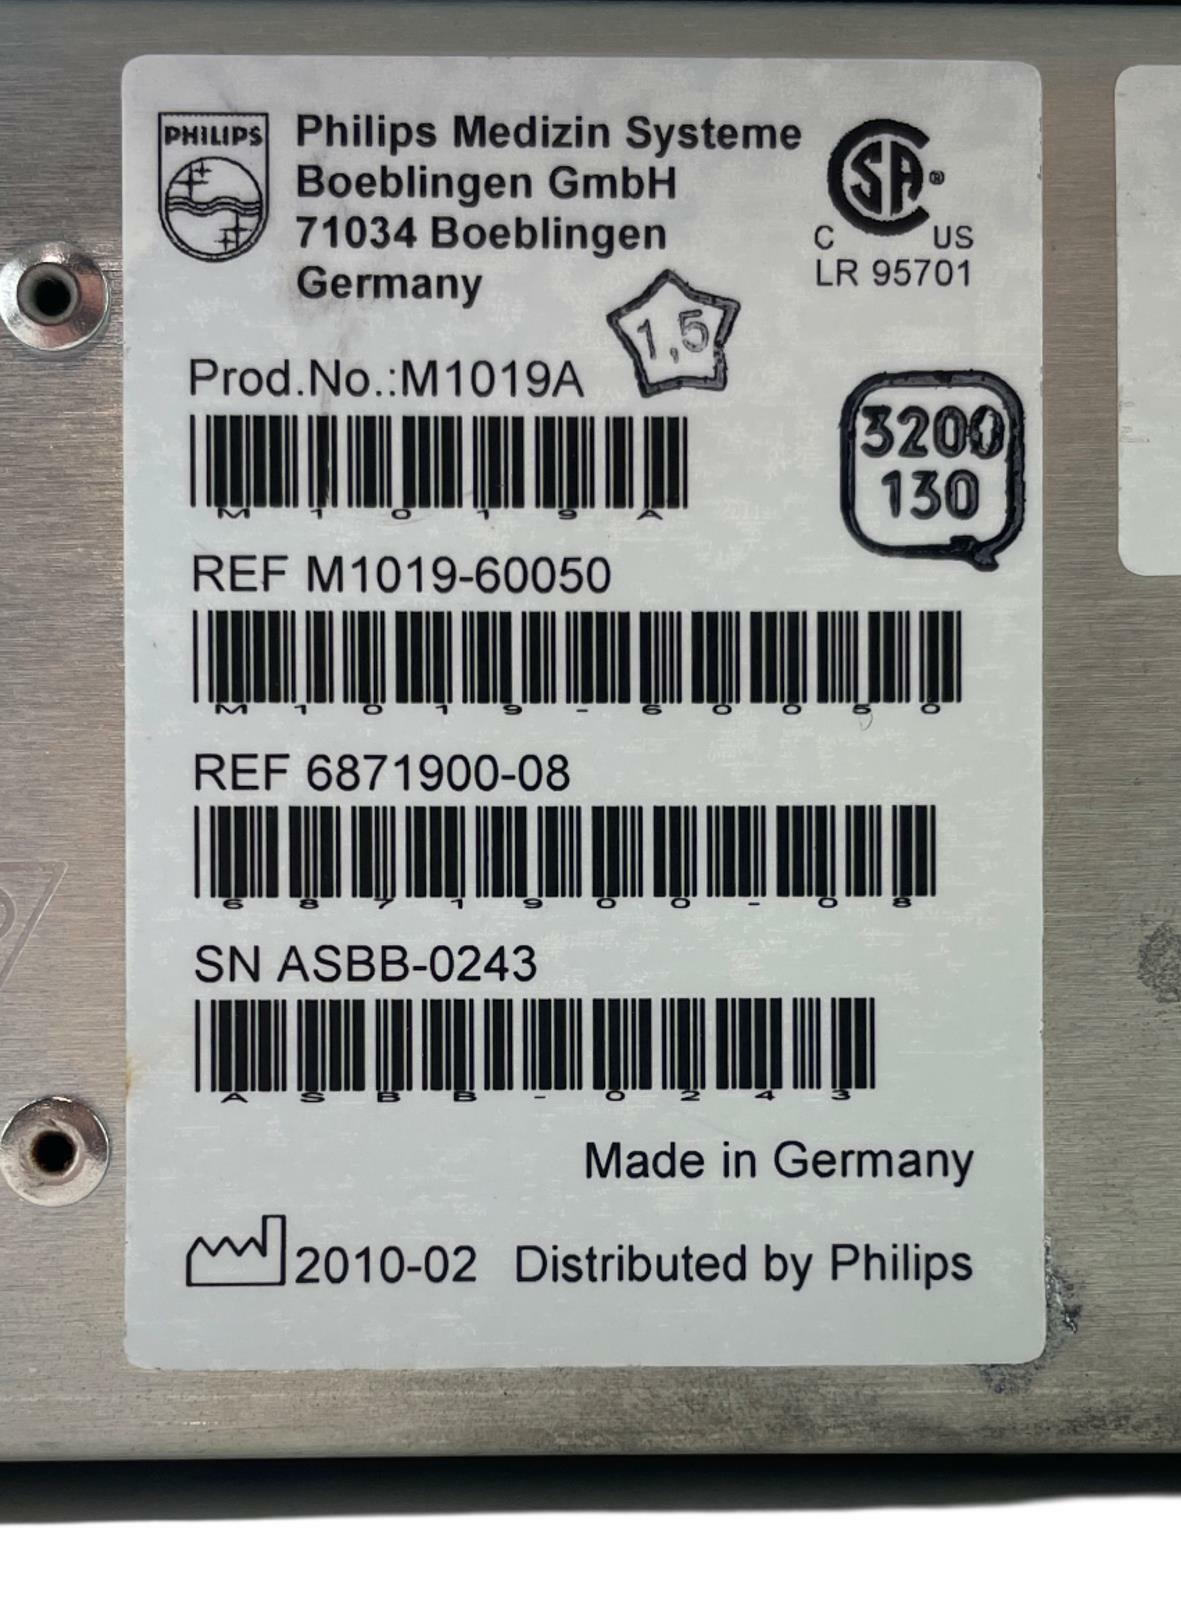 PHILIPS
Philips Medizin Systeme
Boeblingen GmbH
71034 Boeblingen
Germany
CSA ®
C US
LR 95701
1,5
Prod.No.:M1019A
M1019A
3200
130
REF M1019-60050
M1019-60050
REF 6871900-08
6871900-08
SN ASBB-0243
ASBB-0243
Made in Germany
2010-02 Distributed by Philips